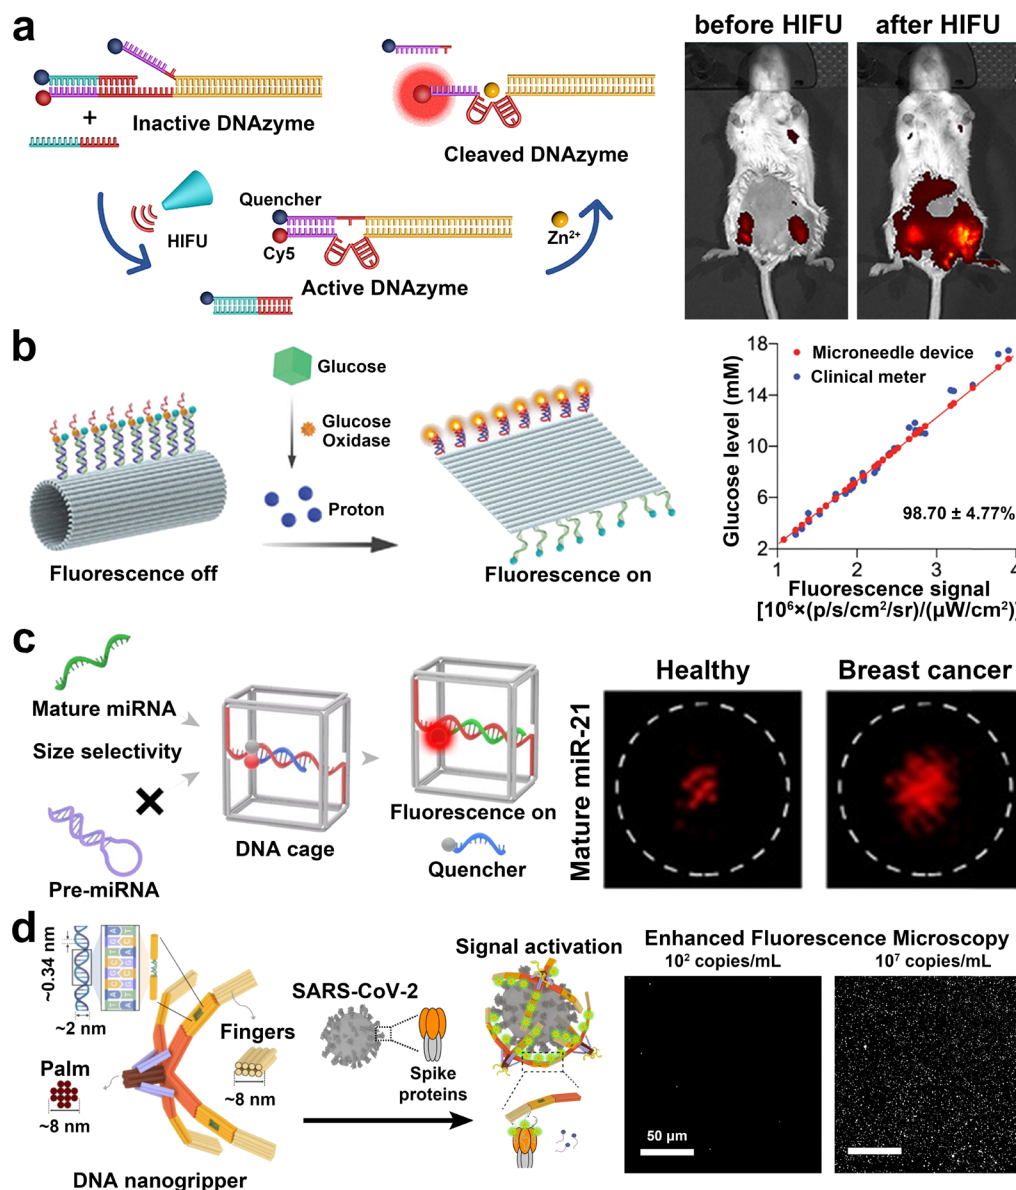 a
before HIFU
after HIFU
+
Inactive DNAzyme
Cleaved DNAzyme
HIFU
Quencher
Cy5
Zn²⁺
Active DNAzyme
b
Glucose
Glucose
Oxidase
Proton
Fluorescence off
Fluorescence on
Glucose level (mM)
18
14
10
6
2
Microneedle device
Clinical meter
98.70 ± 4.77%
1
2
3
4
Fluorescence signal
[10⁶×(p/s/cm²/sr)/(μW/cm²)]
c
Mature miRNA
Size selectivity
Pre-miRNA
DNA cage
Fluorescence on
Quencher
Healthy
Breast cancer
Mature miR-21
d
~0.34 nm
~2 nm
Palm
~8 nm
Fingers
~8 nm
DNA nanogripper
SARS-CoV-2
Spike
proteins
Signal activation
Enhanced Fluorescence Microscopy
10² copies/mL
10⁷ copies/mL
50 μm